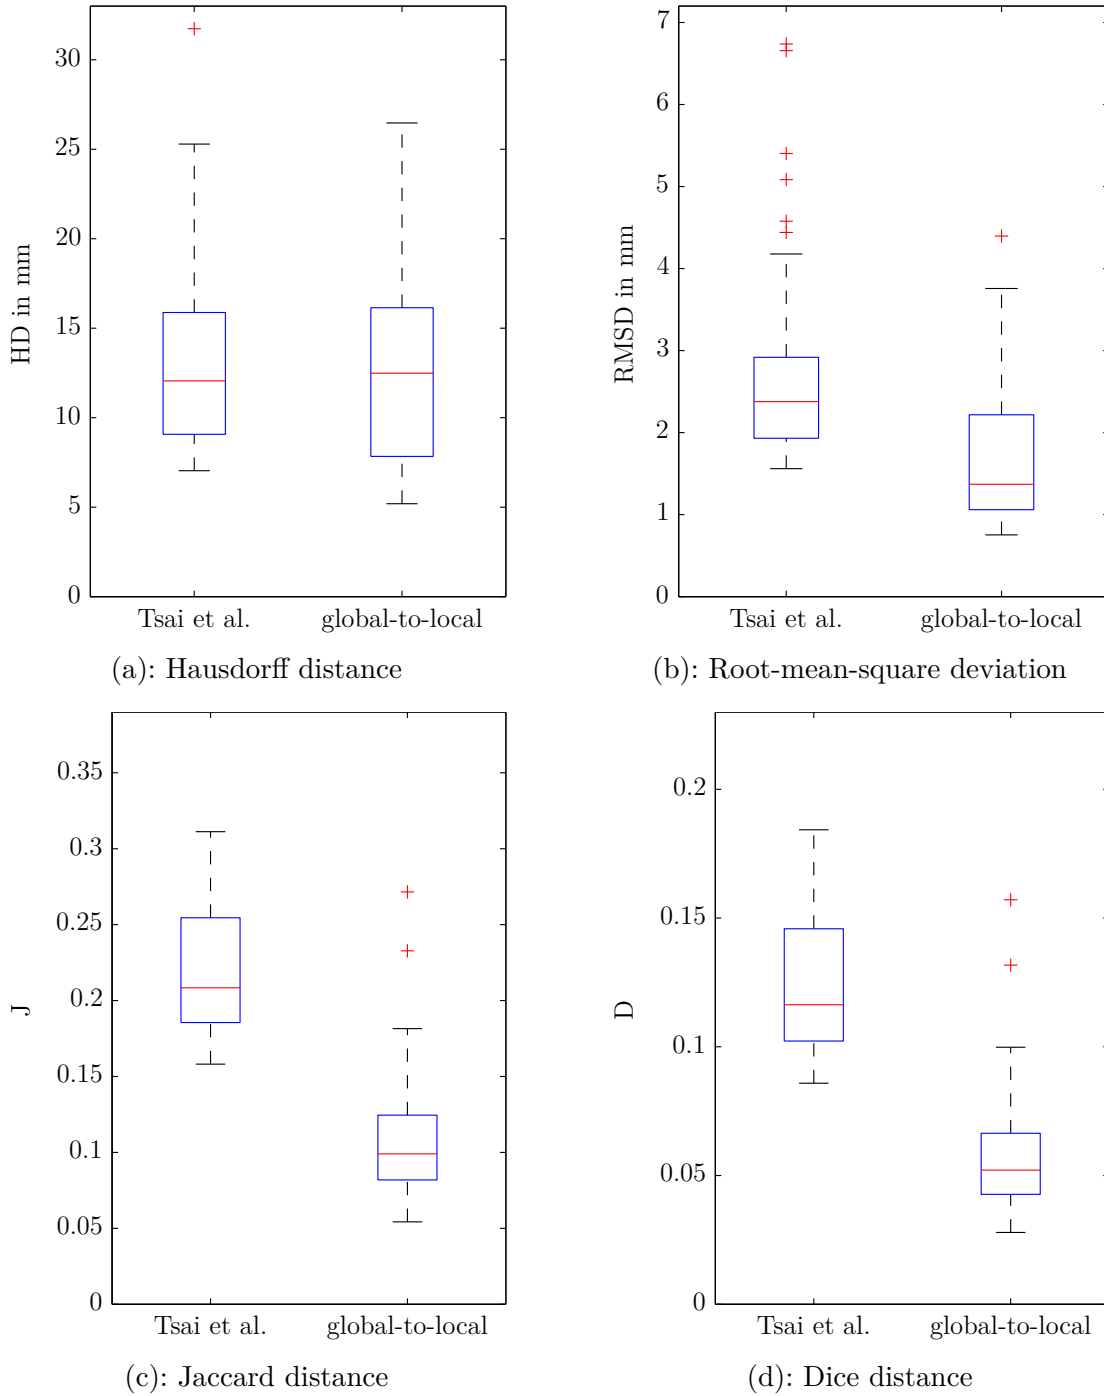 30
25
20
15
10
5
0
HD in mm
Tsai et al. global-to-local
(a): Hausdorff distance
7
6
5
4
3
2
1
0
RMSD in mm
Tsai et al. global-to-local
(b): Root-mean-square deviation
0.35
0.3
0.25
0.2
0.15
0.1
0.05
0
J
Tsai et al. global-to-local
(c): Jaccard distance
0.2
0.15
0.1
0.05
0
D
Tsai et al. global-to-local
(d): Dice distance